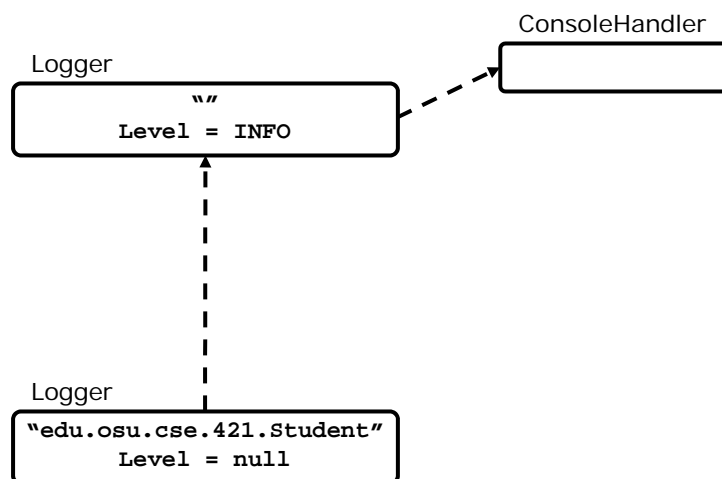 ConsoleHandler
Logger
“”
Level = INFO
Logger
“edu.osu.cse.421.Student”
Level = null